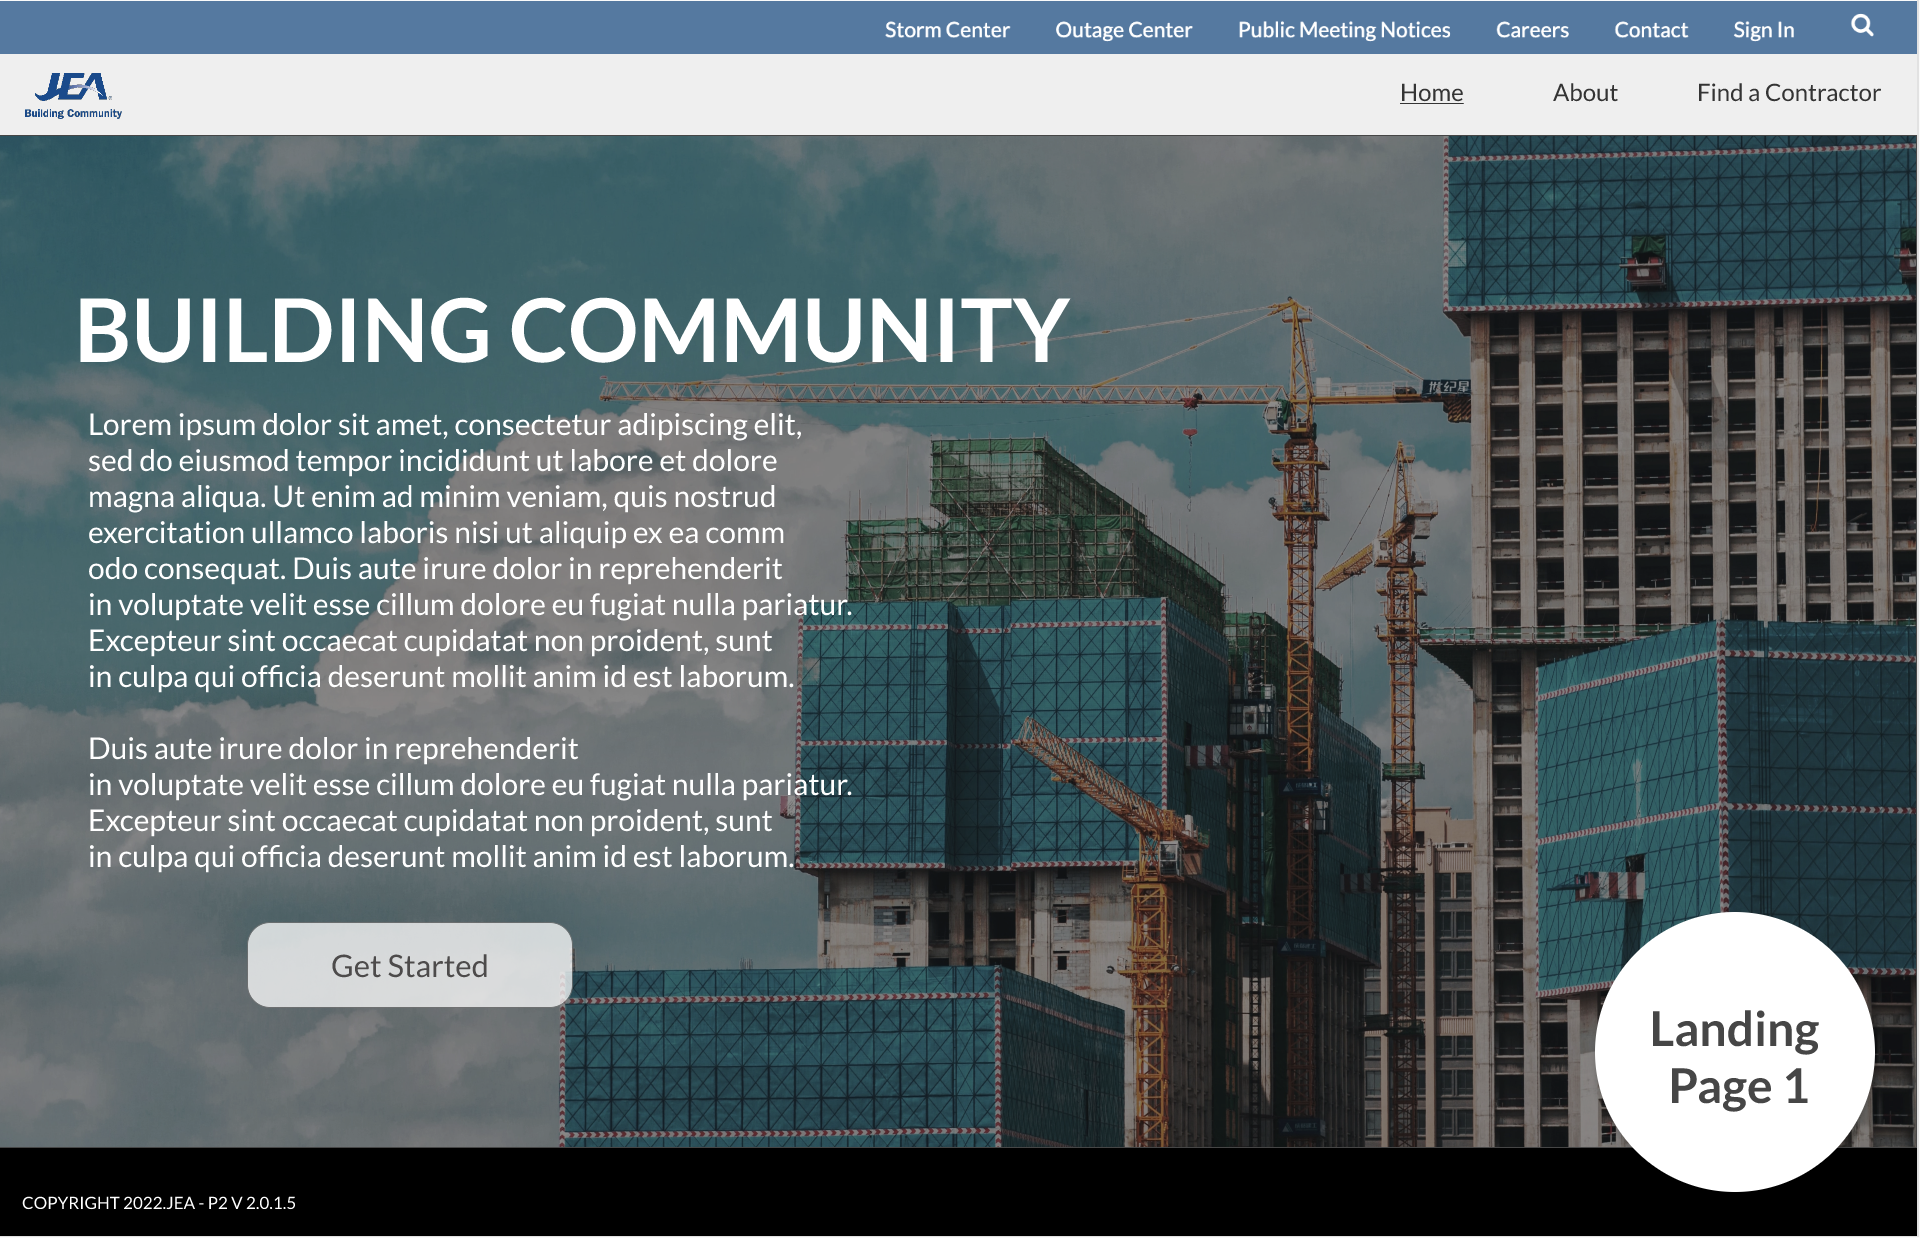 Storm Center Outage Center Public Meeting Notices Careers Contact Sign In
JEA
Building Community
Home About Find a Contractor
BUILDING COMMUNITY
世纪星
Lorem ipsum dolor sit amet, consectetur adipiscing elit,
sed do eiusmod tempor incididunt ut labore et dolore
magna aliqua. Ut enim ad minim veniam, quis nostrud
exercitation ullamco laboris nisi ut aliquip ex ea comm
odo consequat. Duis aute irure dolor in reprehenderit
in voluptate velit esse cillum dolore eu fugiat nulla pariatur.
Excepteur sint occaecat cupidatat non proident, sunt
in culpa qui officia deserunt mollit anim id est laborum.
Duis aute irure dolor in reprehenderit
in voluptate velit esse cillum dolore eu fugiat nulla pariatur.
Excepteur sint occaecat cupidatat non proident, sunt
in culpa qui officia deserunt mollit anim id est laborum.
Get Started
Landing
Page 1
COPYRIGHT 2022.JEA - P2 V 2.0.1.5